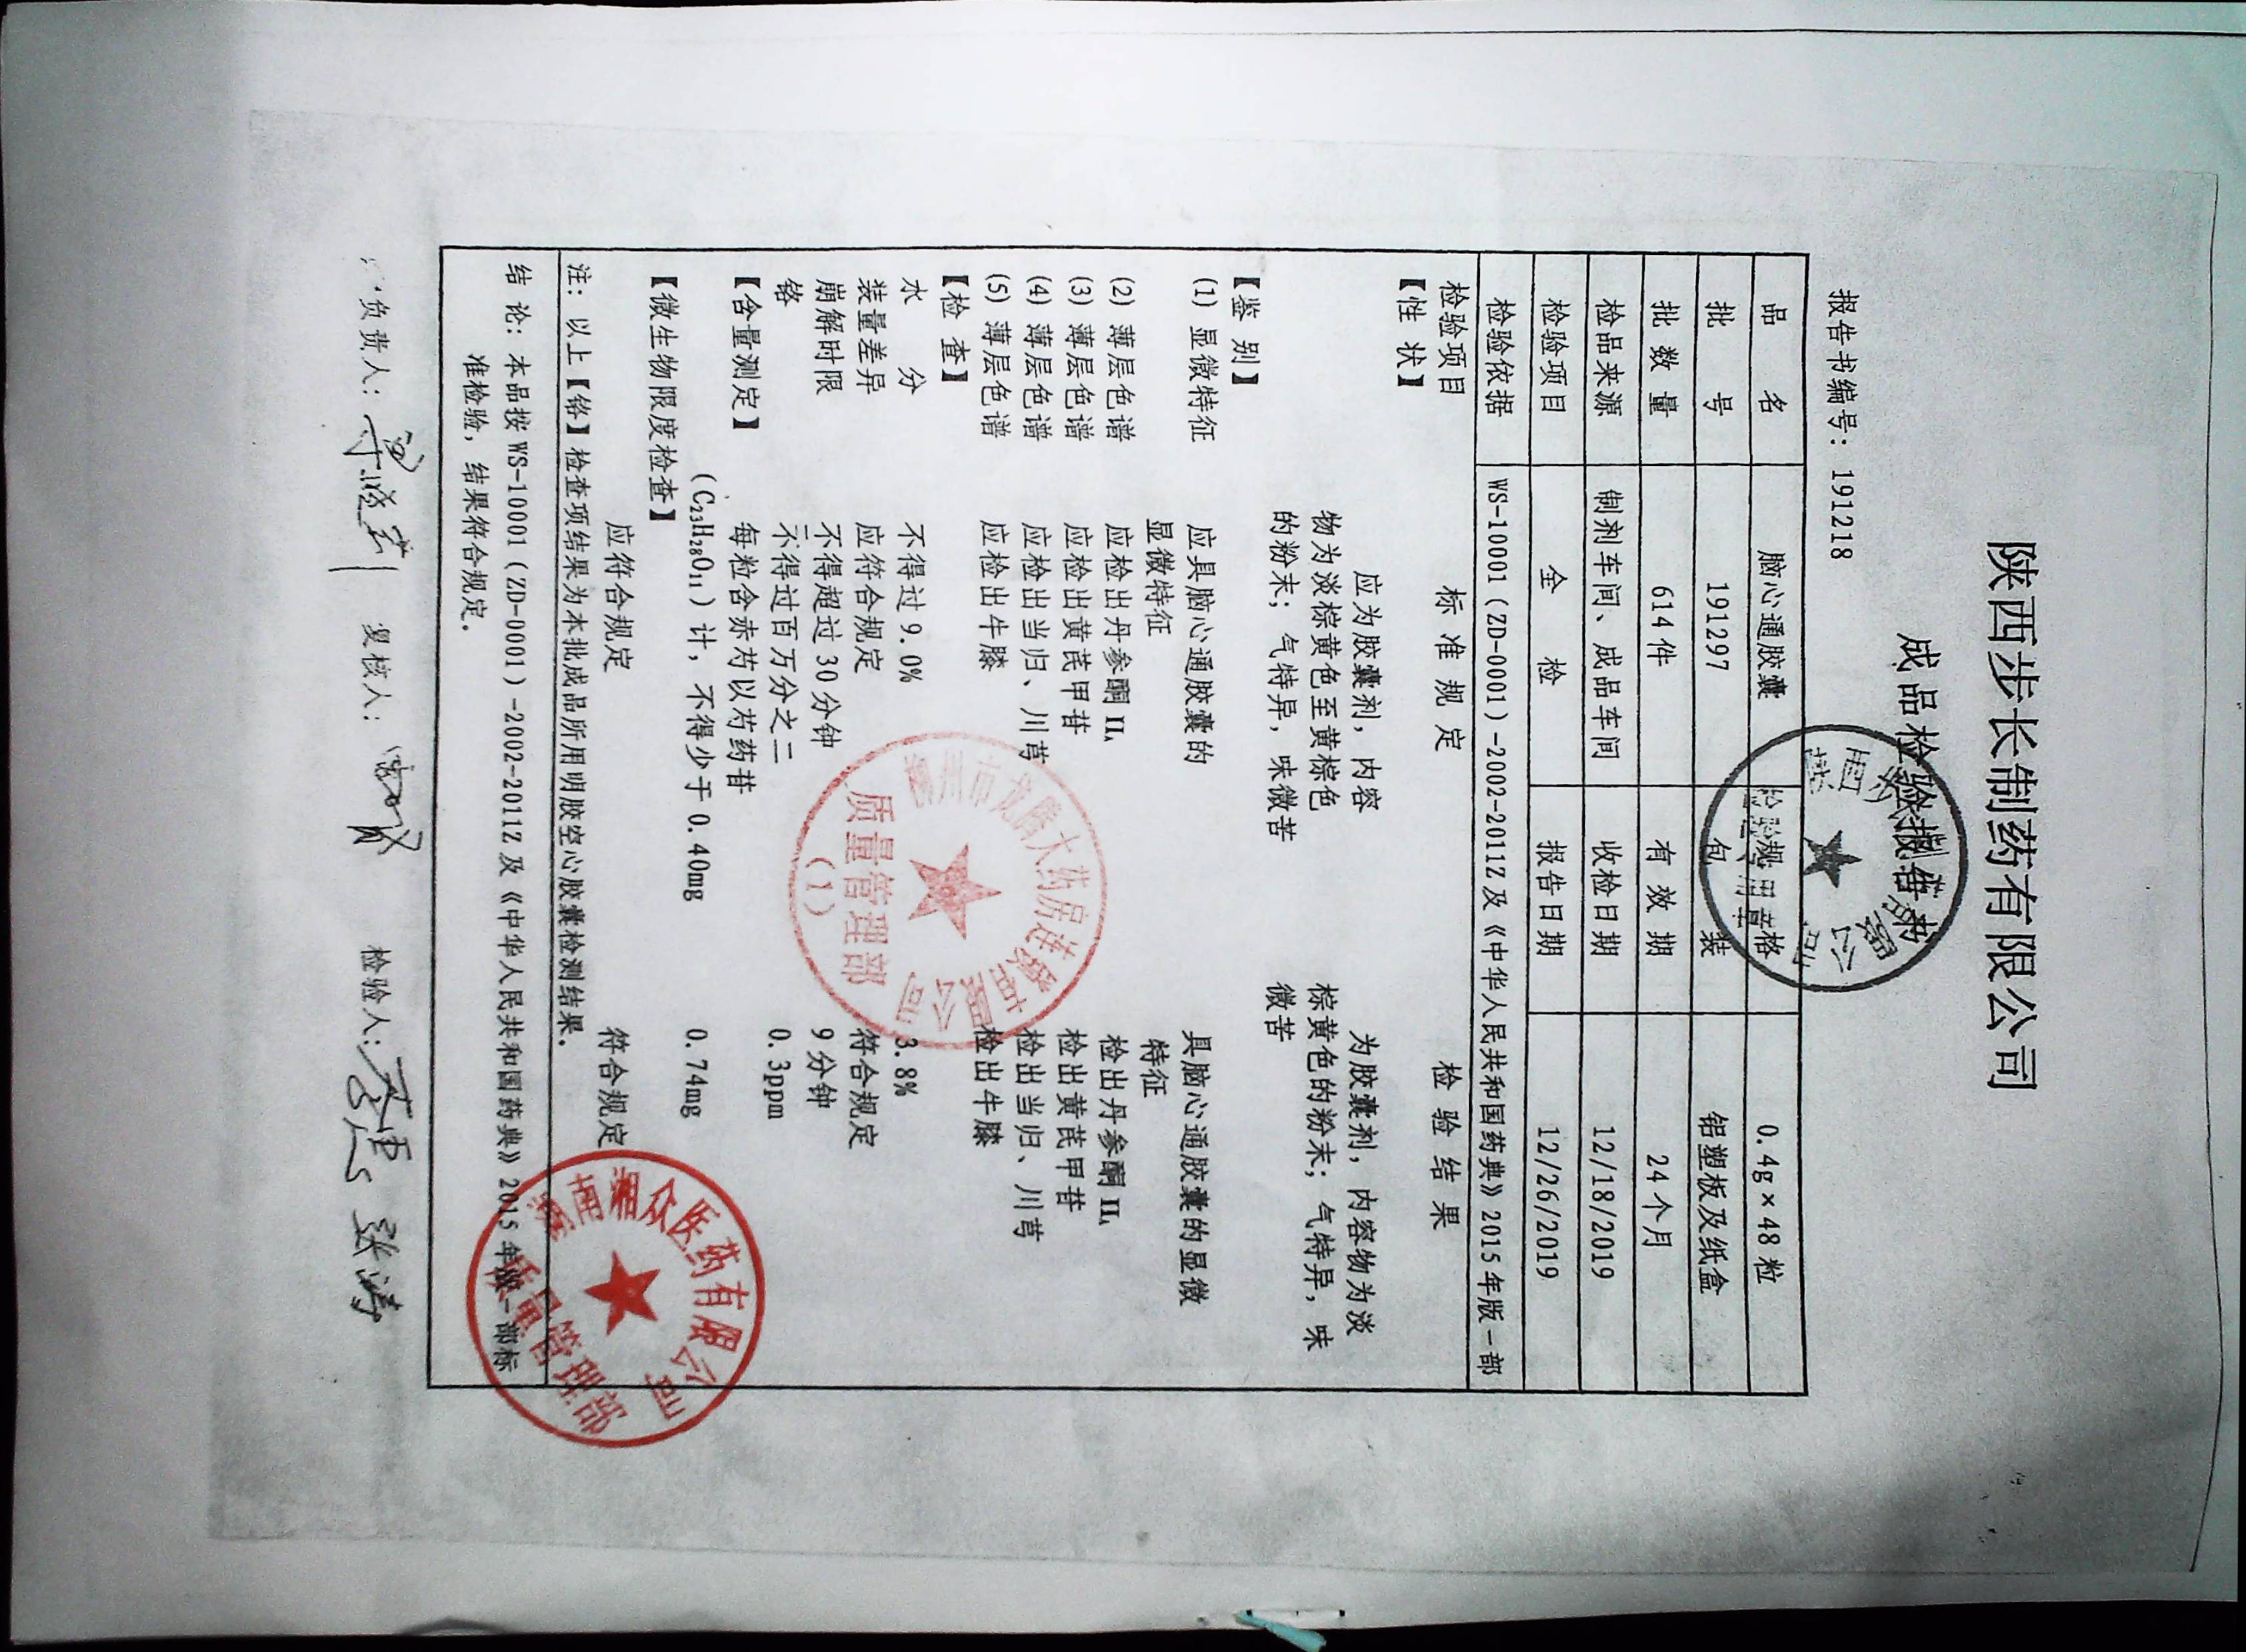 陕西步长制药有限公司
成品检验报告书
报告书编号：191218
品 名 脑心通胶囊 规 格 0.4g×48粒
批 号 191297 包 装 铝塑板及纸盒
批 数 量 614件 有 效 期 24个月
检品来源 制剂车间、成品车间 收检日期 12/18/2019
检验项目 全 检 报告日期 12/26/2019
检验依据 WS-10001（ZD-0001）-2002-2011Z及《中华人民共和国药典》2015年版一部
检验项目 标 准 规 定 检 验 结 果
【性 状】 应为胶囊剂，内容 为胶囊剂，内容物为淡
物为淡棕黄色至黄棕色 棕黄色的粉末；气特异，味
的粉末；气特异，味微苦 微苦
【鉴 别】
(1) 显微特征 应具脑心通胶囊的 具脑心通胶囊的显微
显微特征 特征
(2) 薄层色谱 应检出丹参酮IIA 检出丹参酮IIA
(3) 薄层色谱 应检出黄芪甲苷 检出黄芪甲苷
(4) 薄层色谱 应检出当归、川芎 检出当归、川芎
(5) 薄层色谱 应检出牛膝 检出牛膝
【检 查】
水 分 不得过9.0% 3.8%
装量差异 应符合规定 符合规定
崩解时限 不得超过30分钟 9分钟
铬 不得过百万分之二 0.3ppm
【含量测定】 每粒含赤芍以芍药苷
（C23H28O11）计，不得少于0.40mg 0.74mg
【微生物限度检查】
应符合规定 符合规定
注：以上【铬】检查项结果为本批成品所用明胶空心胶囊检测结果。
结 论：本品按WS-10001（ZD-0001）-2002-2011Z及《中华人民共和国药典》2015年版一部标
准检验，结果符合规定。
负责人： 复核人： 检验人： 张涛
柳州市龙腾大药房连锁有限公司
质量管理部
(1)
湖南湘众医药有限公司
质量管理部
检验专用章